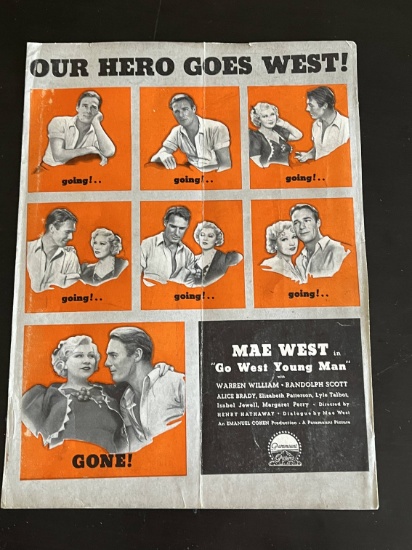 OUR HERO GOES WEST!
going!..
going!..
going!..
going!..
going!..
going!..
GONE!
MAE WEST in
"Go West Young Man"
with
WARREN WILLIAM • RANDOLPH SCOTT
ALICE BRADY, Elizabeth Patterson, Lyle Talbot,
Isabel Jewell, Margaret Perry • Directed by
HENRY HATHAWAY • Dialogue by Mae West
An EMANUEL COHEN Production • A Paramount Picture
Paramount
Pictures